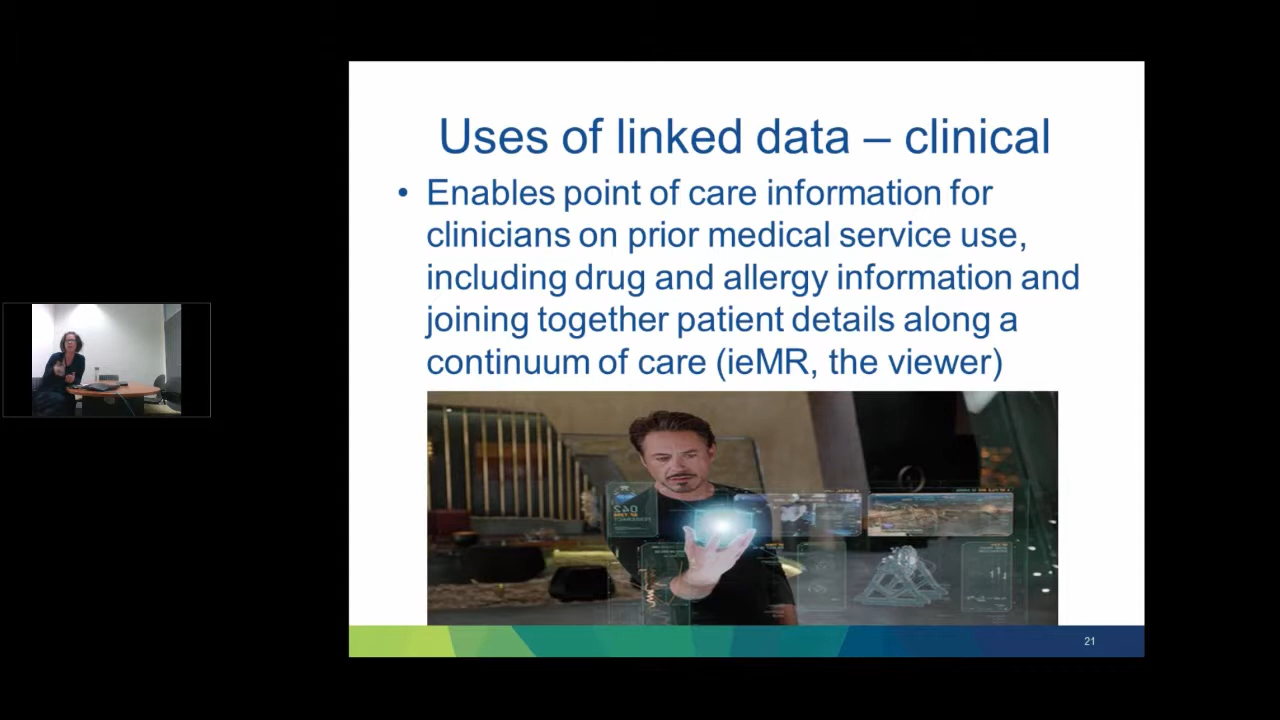 Uses of linked data – clinical
• Enables point of care information for
clinicians on prior medical service use,
including drug and allergy information and
joining together patient details along a
continuum of care (ieMR, the viewer)
21